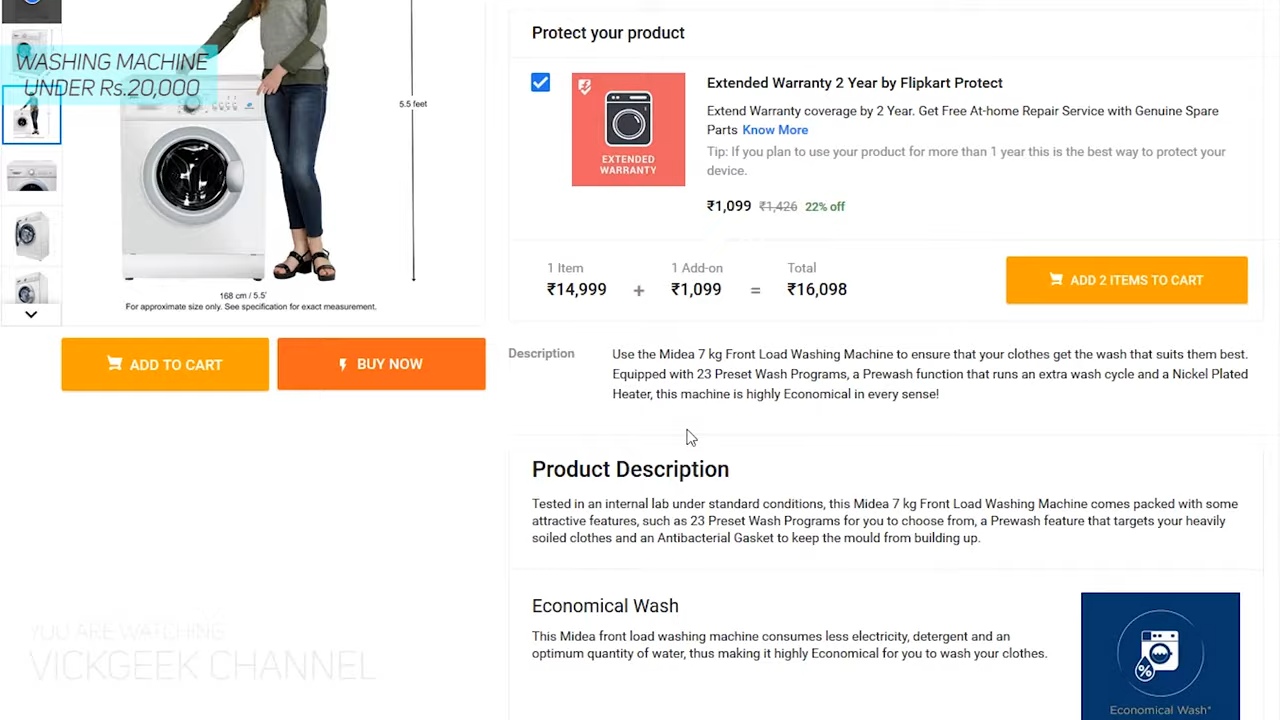 WASHING MACHINE
UNDER Rs.20,000
5.5 feet
168 cm / 5.5'
For approximate size only. See specification for exact measurement.
ADD TO CART
BUY NOW
Protect your product
Extended Warranty 2 Year by Flipkart Protect
Extend Warranty coverage by 2 Year. Get Free At-home Repair Service with Genuine Spare
Parts Know More
Tip: If you plan to use your product for more than 1 year this is the best way to protect your
device.
EXTENDED
WARRANTY
₹1,099 ₹1,426 22% off
1 Item 1 Add-on Total
₹14,999 + ₹1,099 = ₹16,098
ADD 2 ITEMS TO CART
Description
Use the Midea 7 kg Front Load Washing Machine to ensure that your clothes get the wash that suits them best.
Equipped with 23 Preset Wash Programs, a Prewash function that runs an extra wash cycle and a Nickel Plated
Heater, this machine is highly Economical in every sense!
Product Description
Tested in an internal lab under standard conditions, this Midea 7 kg Front Load Washing Machine comes packed with some
attractive features, such as 23 Preset Wash Programs for you to choose from, a Prewash feature that targets your heavily
soiled clothes and an Antibacterial Gasket to keep the mould from building up.
Economical Wash
This Midea front load washing machine consumes less electricity, detergent and an
optimum quantity of water, thus making it highly Economical for you to wash your clothes.
Economical Wash*
YOU ARE WATCHING
VICKGEEK CHANNEL